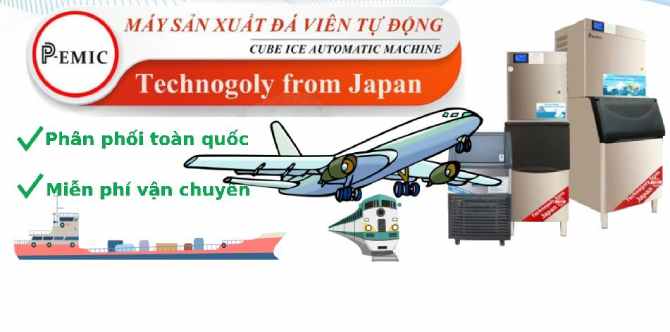 P-EMIC
MÁY SẢN XUẤT ĐÁ VIÊN TỰ ĐỘNG
CUBE ICE AUTOMATIC MACHINE
Technogoly from Japan
Phân phối toàn quốc
Miễn phí vận chuyển